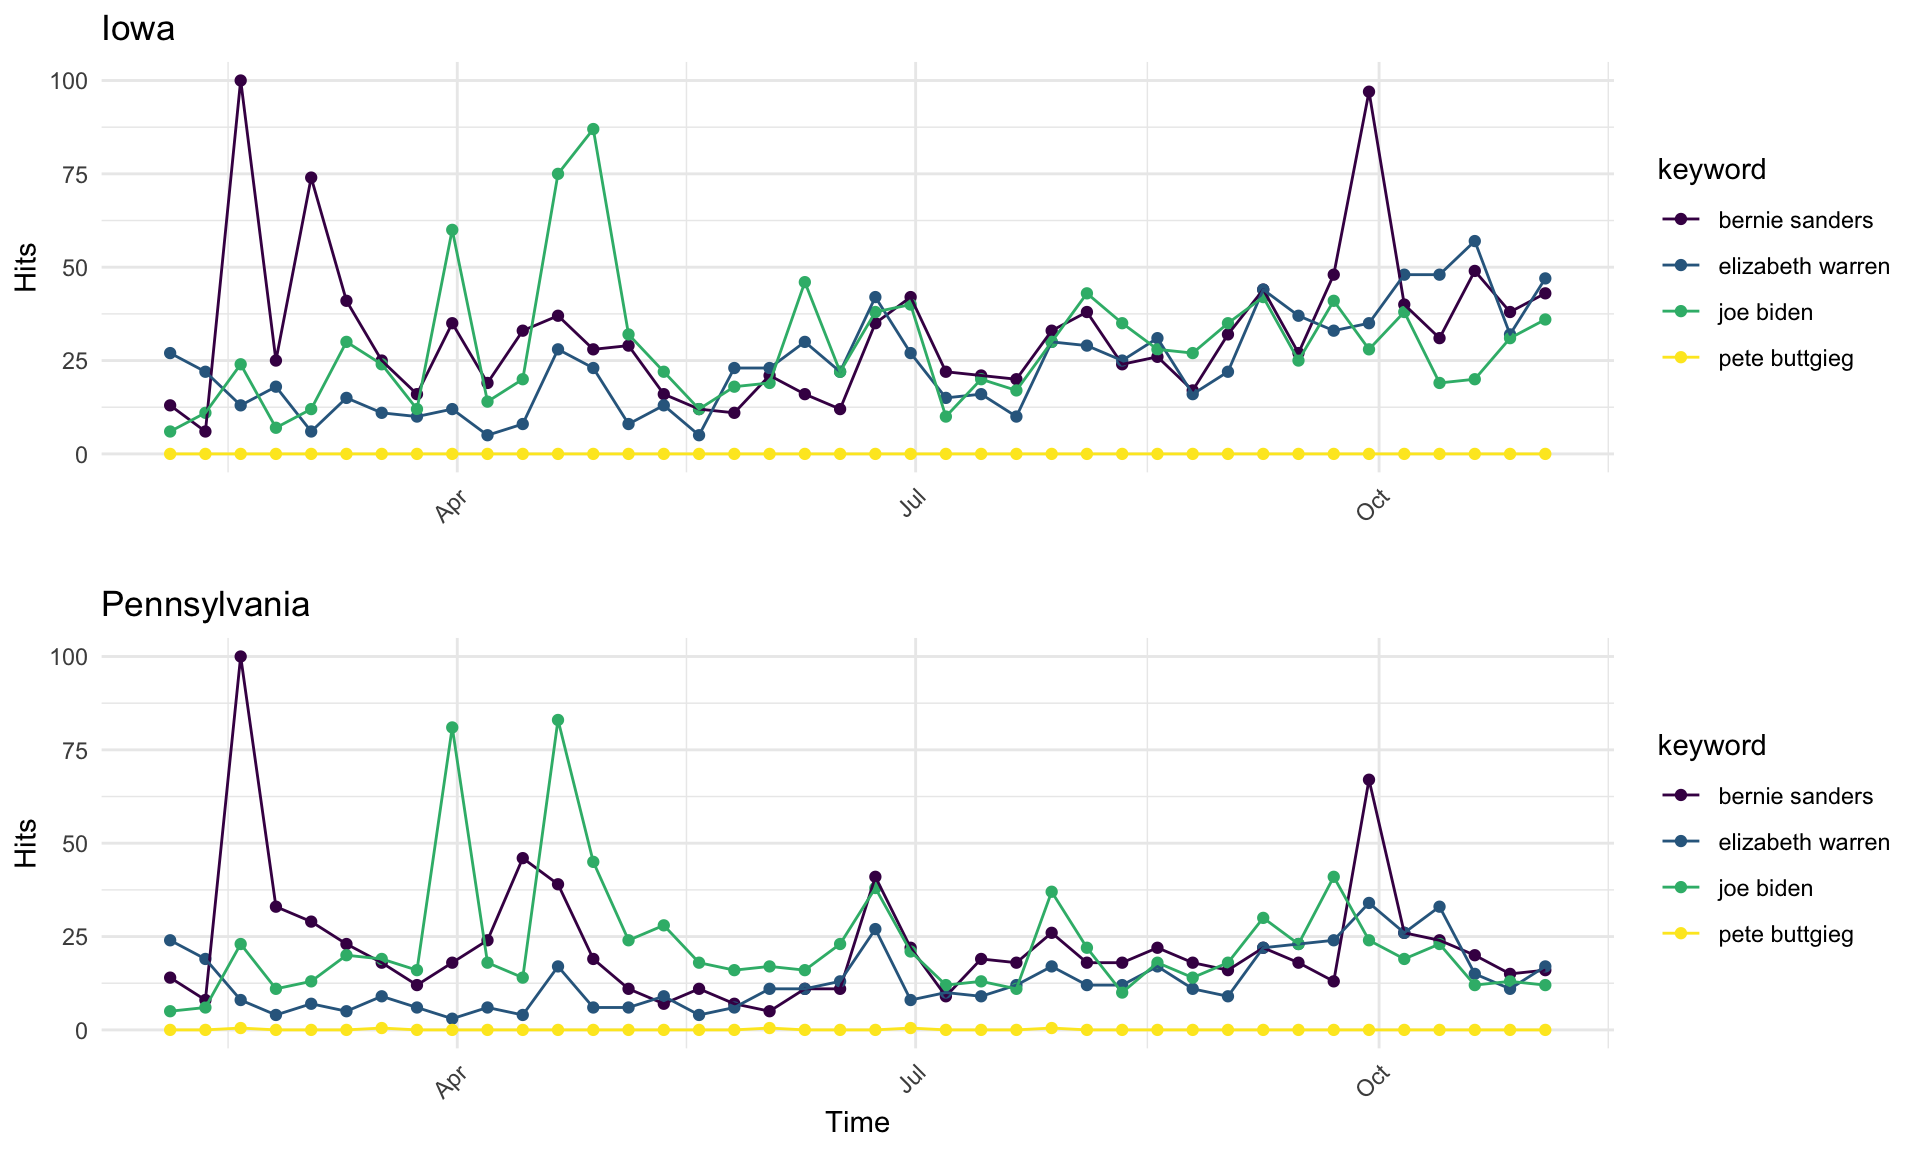 Iowa
100
75
50
25
0
Hits
Apr
Jul
Oct
keyword
bernie sanders
elizabeth warren
joe biden
pete buttgieg
Pennsylvania
100
75
50
25
0
Hits
Apr
Jul
Oct
Time
keyword
bernie sanders
elizabeth warren
joe biden
pete buttgieg